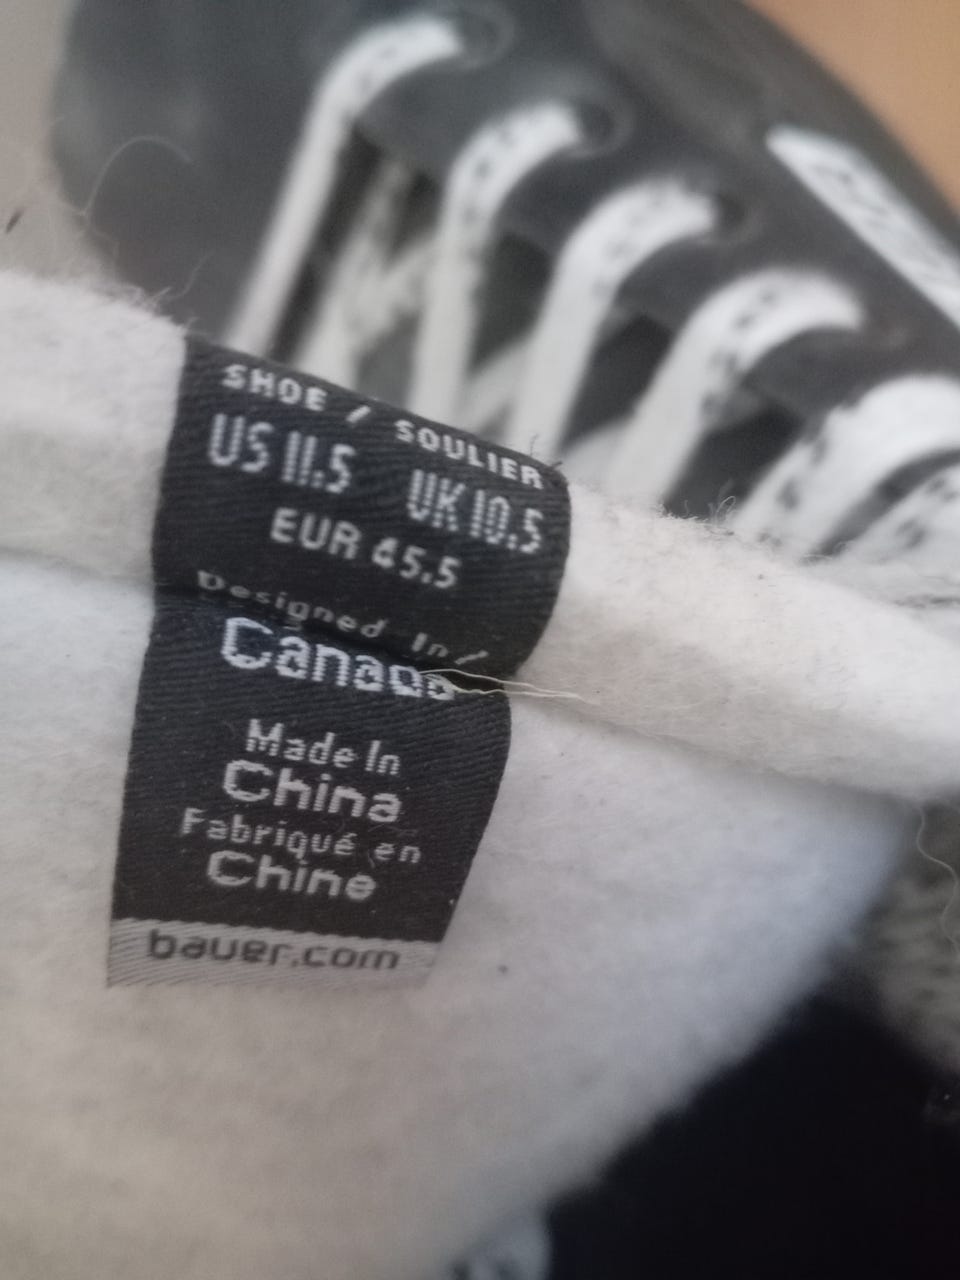 SHOE / SOULIER
US 11.5 UK 10.5
EUR 45.5
Designed In /
Canada
Made In
China
Fabriqué en
Chine
bauer.com